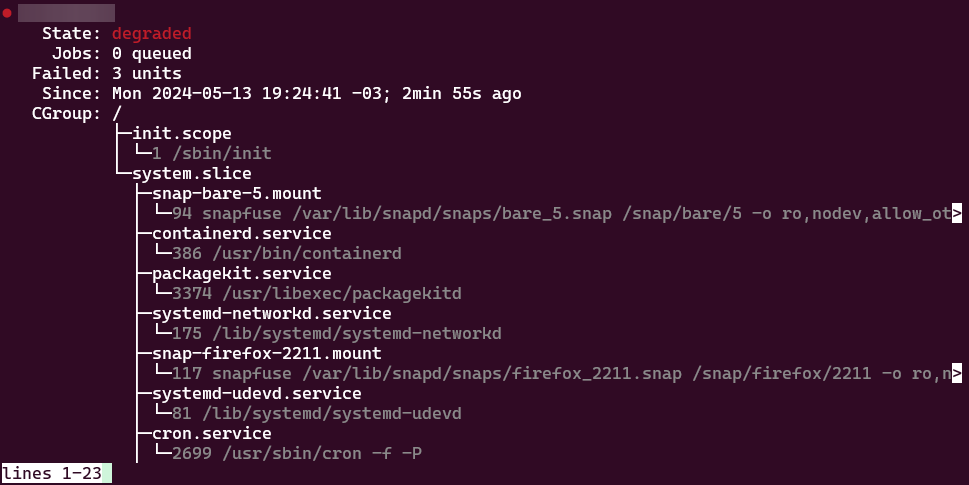 State: degraded
Jobs: 0 queued
Failed: 3 units
Since: Mon 2024-05-13 19:24:41 -03; 2min 55s ago
CGroup: /
├─init.scope
│ └─1 /sbin/init
└─system.slice
├─snap-bare-5.mount
│ └─94 snapfuse /var/lib/snapd/snaps/bare_5.snap /snap/bare/5 -o ro,nodev,allow_ot>
├─containerd.service
│ └─386 /usr/bin/containerd
├─packagekit.service
│ └─3374 /usr/libexec/packagekitd
├─systemd-networkd.service
│ └─175 /lib/systemd/systemd-networkd
├─snap-firefox-2211.mount
│ └─117 snapfuse /var/lib/snapd/snaps/firefox_2211.snap /snap/firefox/2211 -o ro,n>
├─systemd-udevd.service
│ └─81 /lib/systemd/systemd-udevd
├─cron.service
│ └─2699 /usr/sbin/cron -f -P
lines 1-23